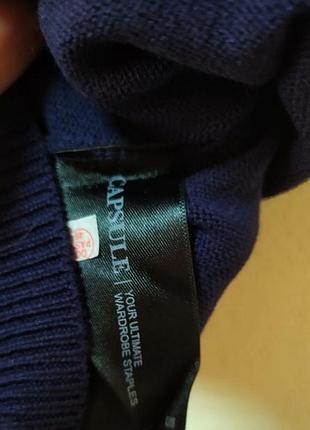 CAPSULE | YOUR ULTIMATE
WARDROBE STAPLES